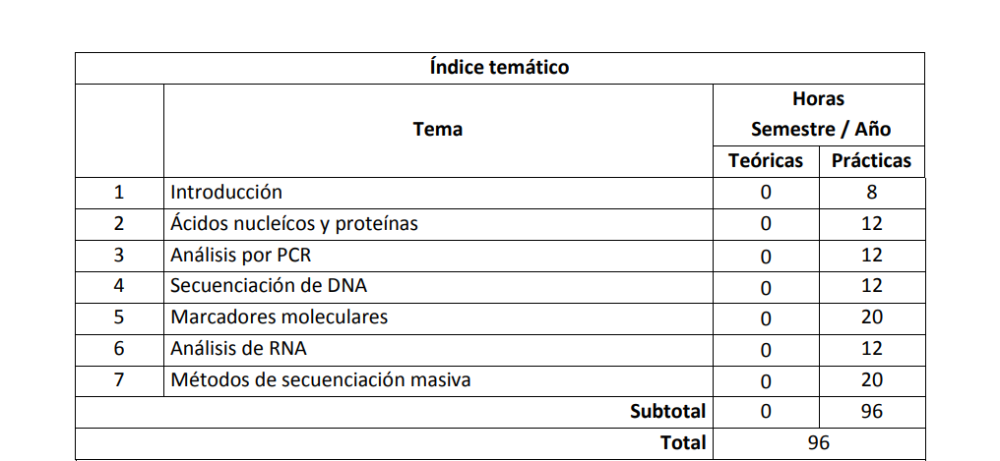 Índice temático
Tema
Horas
Semestre / Año
Teóricas Prácticas
1 Introducción 0 8
2 Ácidos nucleícos y proteínas 0 12
3 Análisis por PCR 0 12
4 Secuenciación de DNA 0 12
5 Marcadores moleculares 0 20
6 Análisis de RNA 0 12
7 Métodos de secuenciación masiva 0 20
Subtotal 0 96
Total 96